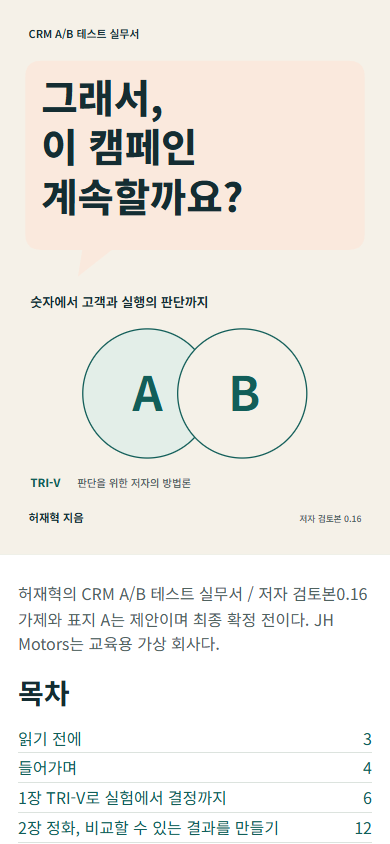 CRM A/B 테스트 실무서
그래서,
이 캠페인
계속할까요?
숫자에서 고객과 실행의 판단까지
A B
TRI-V 판단을 위한 저자의 방법론
허재혁 지음 저자 검토본 0.16
허재혁의 CRM A/B 테스트 실무서 / 저자 검토본0.16
가제와 표지 A는 제안이며 최종 확정 전이다. JH
Motors는 교육용 가상 회사다.
목차
읽기 전에 3
들어가며 4
1장 TRI-V로 실험에서 결정까지 6
2장 정화, 비교할 수 있는 결과를 만들기 12